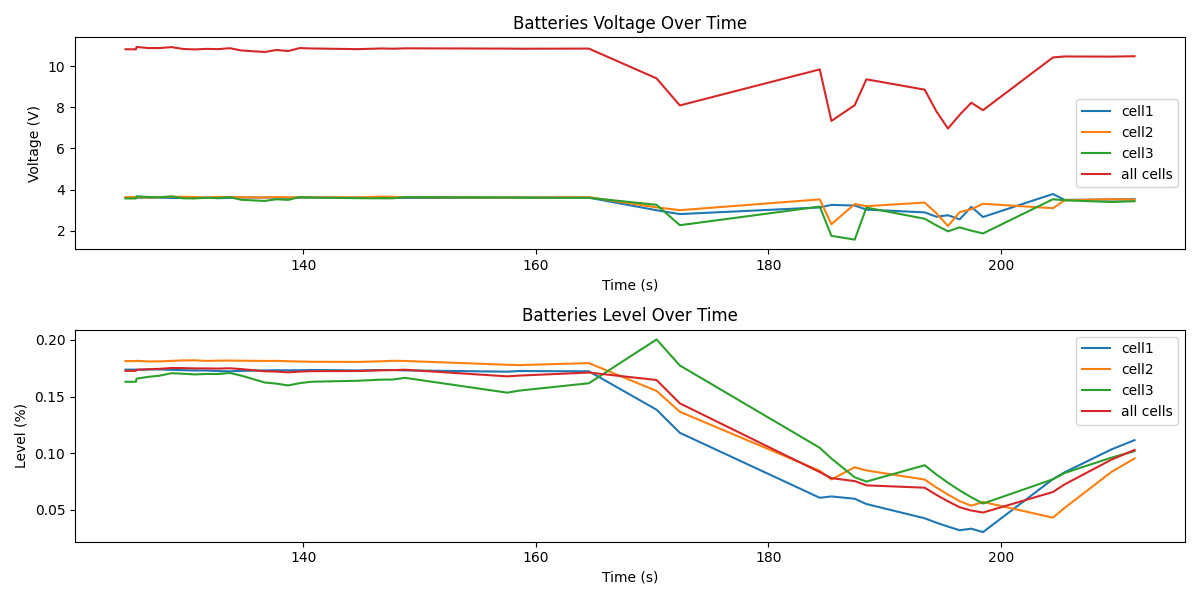 Batteries Voltage Over Time
Voltage (V)
10
8
6
4
2
cell1
cell2
cell3
all cells
140
160
180
200
Time (s)
Batteries Level Over Time
Level (%)
0.20
0.15
0.10
0.05
cell1
cell2
cell3
all cells
140
160
180
200
Time (s)